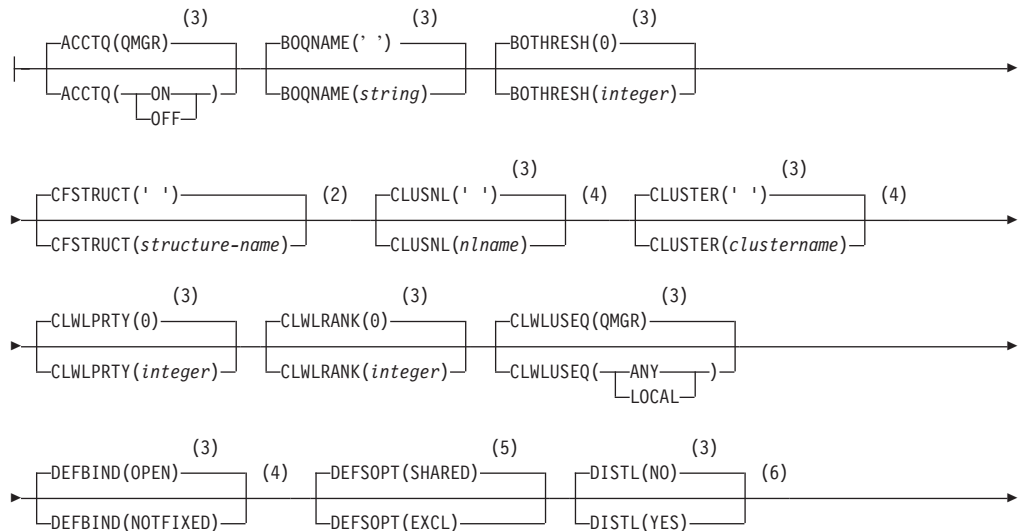 (3) (3) (3)
ACCTQ(QMGR) BOQNAME(’ ’) BOTHRESH(0)
ACCTQ( ON ) BOQNAME(string) BOTHRESH(integer)
OFF
(3) (3)
CFSTRUCT(' ') (2) CLUSNL(' ') (4) CLUSTER(' ') (4)
CFSTRUCT(structure-name) CLUSNL(nlname) CLUSTER(clustername)
(3) (3) (3)
CLWLPRTY(0) CLWLRANK(0) CLWLUSEQ(QMGR)
CLWLPRTY(integer) CLWLRANK(integer) CLWLUSEQ( ANY )
LOCAL
(3) (5) (3)
DEFBIND(OPEN) (4) DEFSOPT(SHARED) DISTL(NO) (6)
DEFBIND(NOTFIXED) DEFSOPT(EXCL) DISTL(YES)